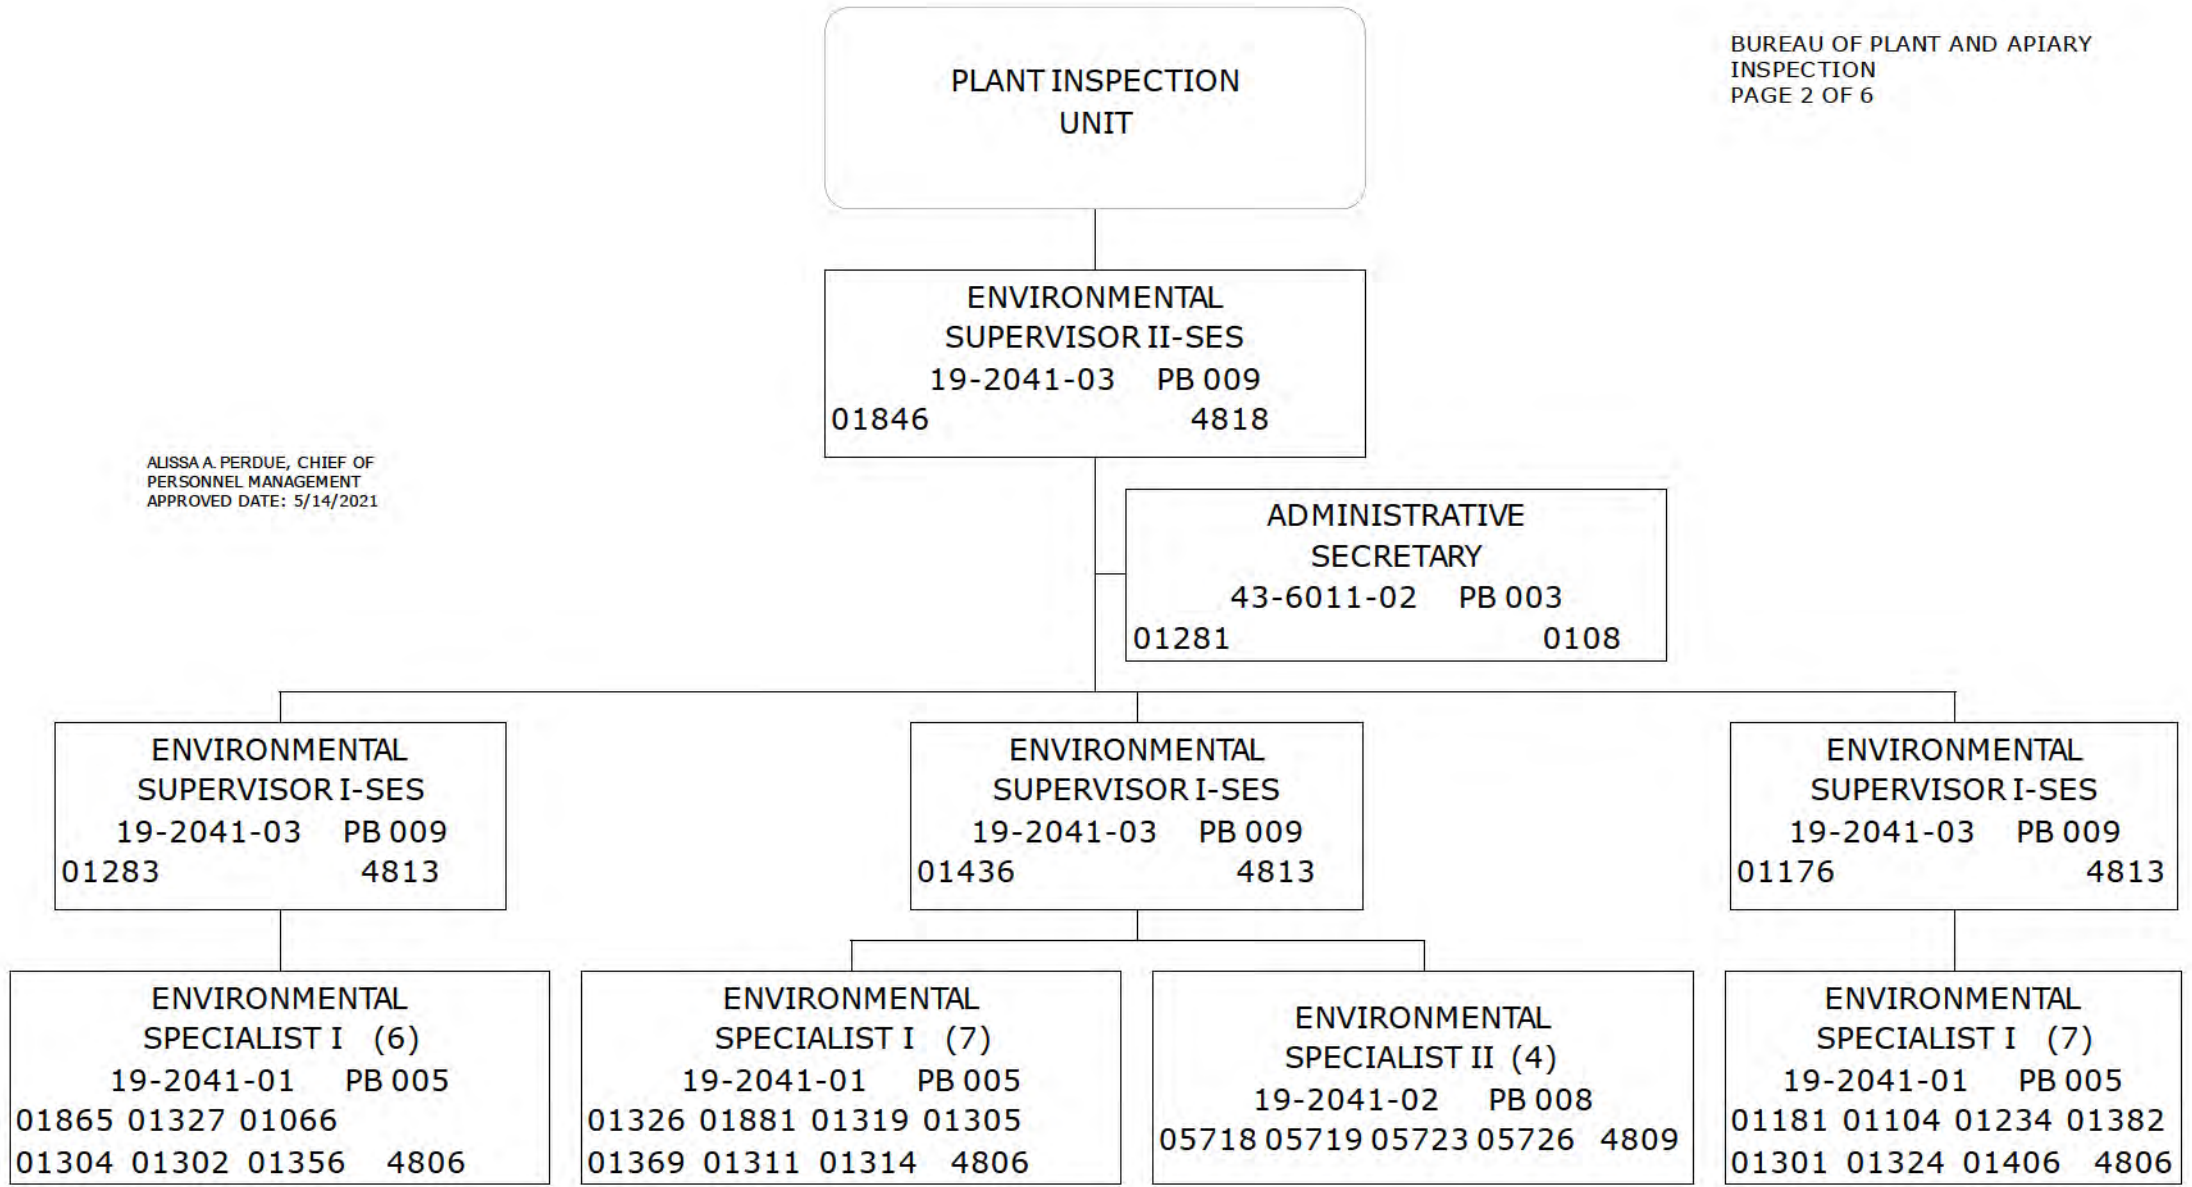 PLANT INSPECTION
UNIT
BUREAU OF PLANT AND APIARY
INSPECTION
PAGE 2 OF 6
ENVIRONMENTAL
SUPERVISOR II-SES
19-2041-03 PB 009
01846 4818
ALISSA A. PERDUE, CHIEF OF
PERSONNEL MANAGEMENT
APPROVED DATE: 5/14/2021
ADMINISTRATIVE
SECRETARY
43-6011-02 PB 003
01281 0108
ENVIRONMENTAL
SUPERVISOR I-SES
19-2041-03 PB 009
01283 4813
ENVIRONMENTAL
SUPERVISOR I-SES
19-2041-03 PB 009
01436 4813
ENVIRONMENTAL
SUPERVISOR I-SES
19-2041-03 PB 009
01176 4813
ENVIRONMENTAL
SPECIALIST I (6)
19-2041-01 PB 005
01865 01327 01066
01304 01302 01356 4806
ENVIRONMENTAL
SPECIALIST I (7)
19-2041-01 PB 005
01326 01881 01319 01305
01369 01311 01314 4806
ENVIRONMENTAL
SPECIALIST II (4)
19-2041-02 PB 008
05718 05719 05723 05726 4809
ENVIRONMENTAL
SPECIALIST I (7)
19-2041-01 PB 005
01181 01104 01234 01382
01301 01324 01406 4806